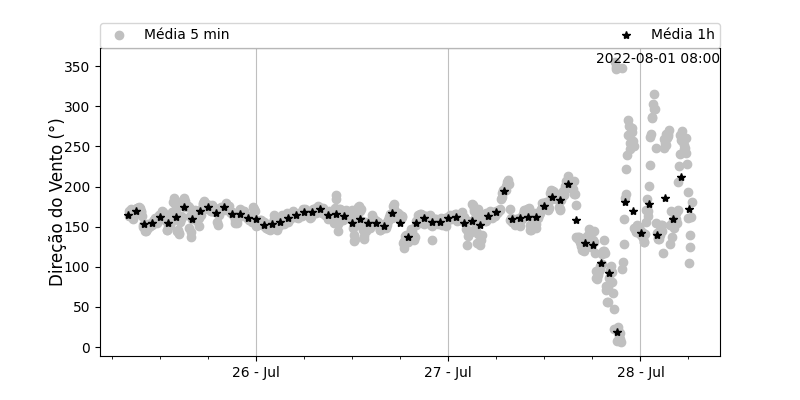 Média 5 min
Média 1h
2022-08-01 08:00
Direção do Vento (°)
350
300
250
200
150
100
50
0
26 - Jul
27 - Jul
28 - Jul